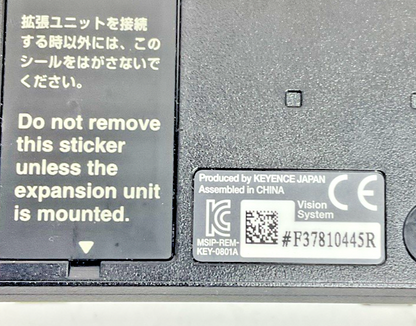 拡張ユニットを接続
する時以外には、この
シールをはがさないで
ください。
Do not remove
this sticker
unless the
expansion unit
is mounted.
Produced by KEYENCE JAPAN
Assembled in CHINA
CE
Vision
System
MSIP-REM-
KEY-0801A
#F37810445R